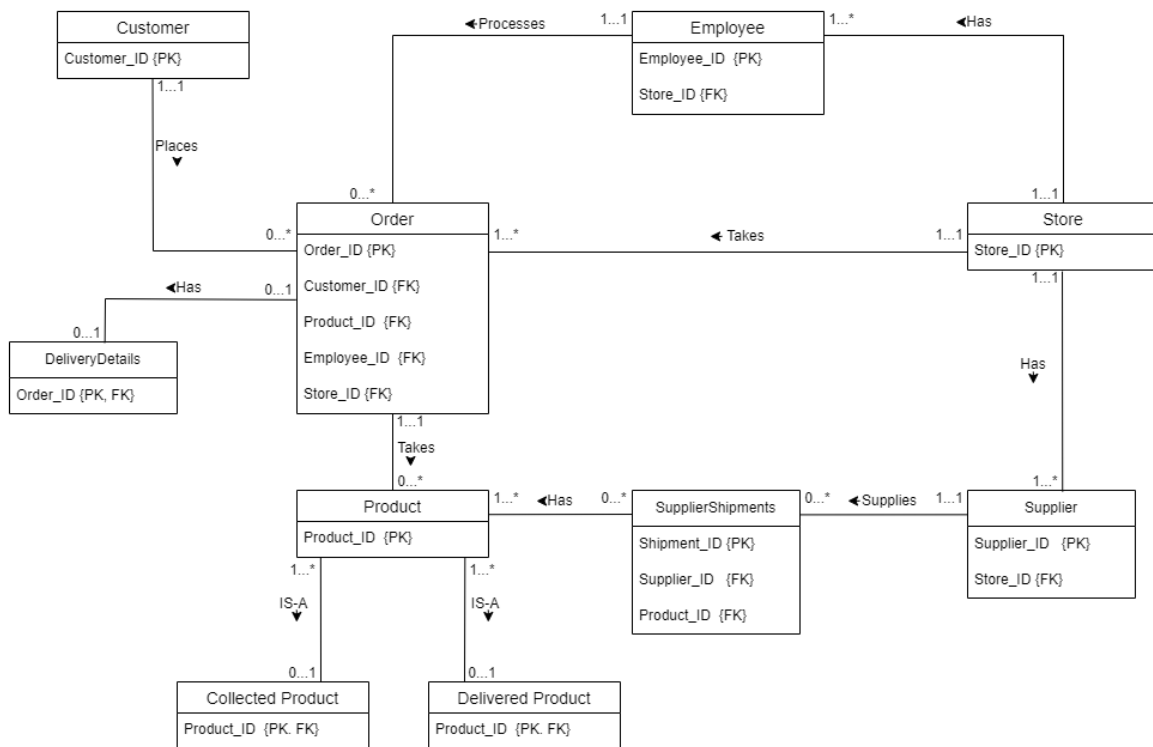 Customer
Customer_ID {PK}
1...1
Places
0...*
Processes
1...1
Employee
Employee_ID {PK}
Store_ID {FK}
1...*
Has
1...1
0...*
Order
Order_ID {PK}
Customer_ID {FK}
Product_ID {FK}
Employee_ID {FK}
Store_ID {FK}
1...*
Takes
1...1
Store
Store_ID {PK}
1...1
Has
0...1
0...1
DeliveryDetails
Order_ID {PK, FK}
Has
1...*
1...1
Takes
0...*
Product
Product_ID {PK}
1...*
Has
0...*
SupplierShipments
Shipment_ID {PK}
Supplier_ID {FK}
Product_ID {FK}
0...*
Supplies
1...1
Supplier
Supplier_ID {PK}
Store_ID {FK}
1...*
IS-A
0...1
1...*
IS-A
0...1
Collected Product
Product_ID {PK. FK}
Delivered Product
Product_ID {PK. FK}